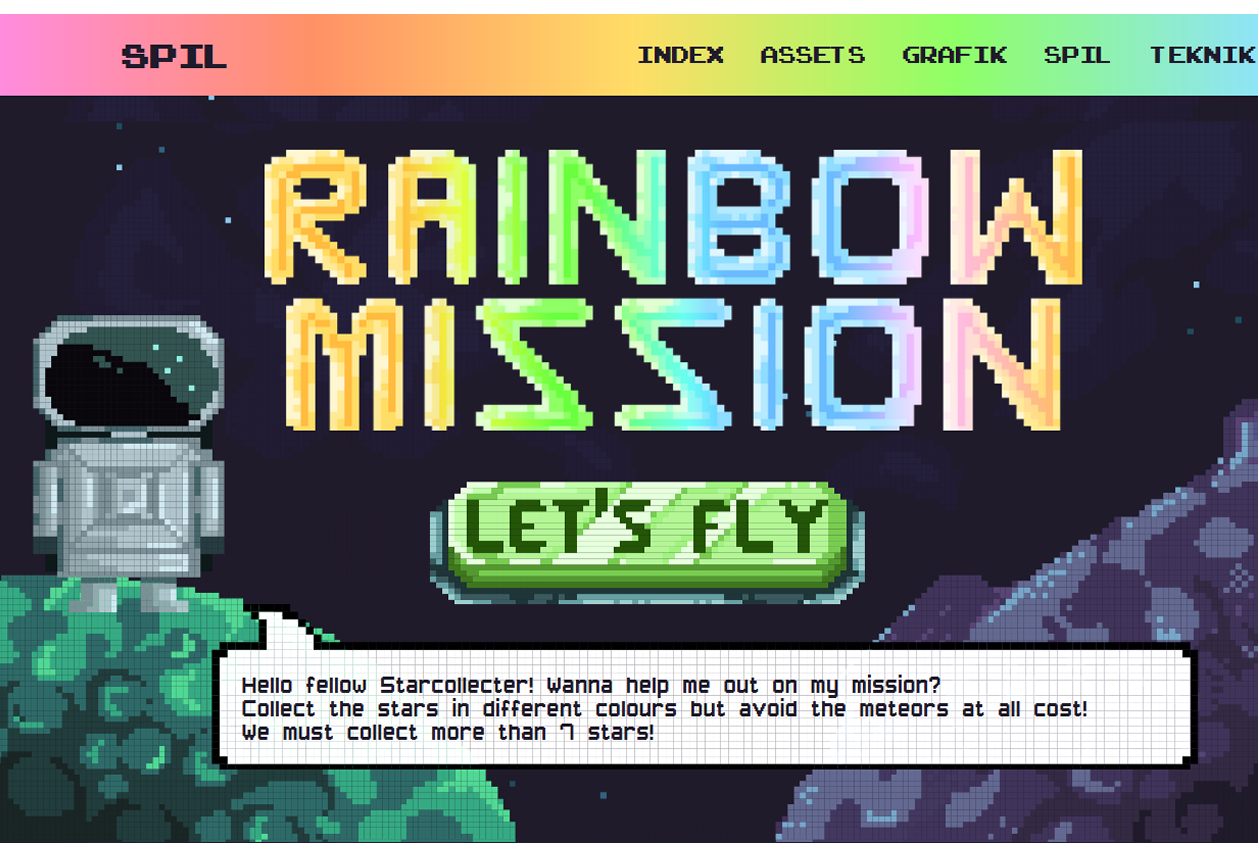 SPIL
INDEX ASSETS GRAFIK SPIL TEKNIK
RAINBOW
MISSION
LET'S FLY
Hello fellow Starcollecter! Wanna help me out on my mission?
Collect the stars in different colours but avoid the meteors at all cost!
We must collect more than 7 stars!